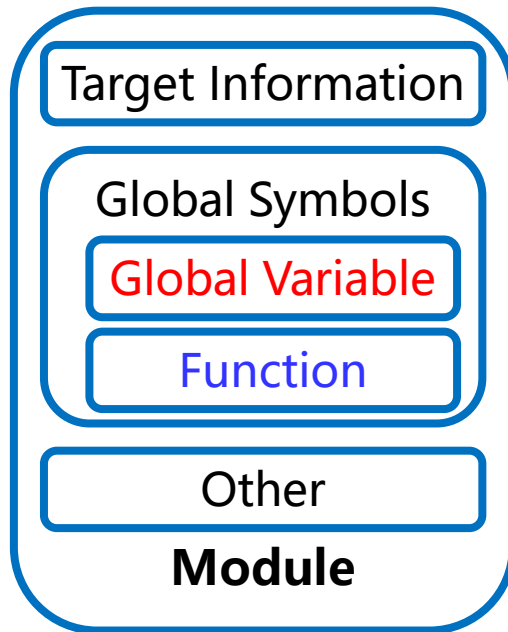 Target Information
Global Symbols
Global Variable
Function
Other
Module